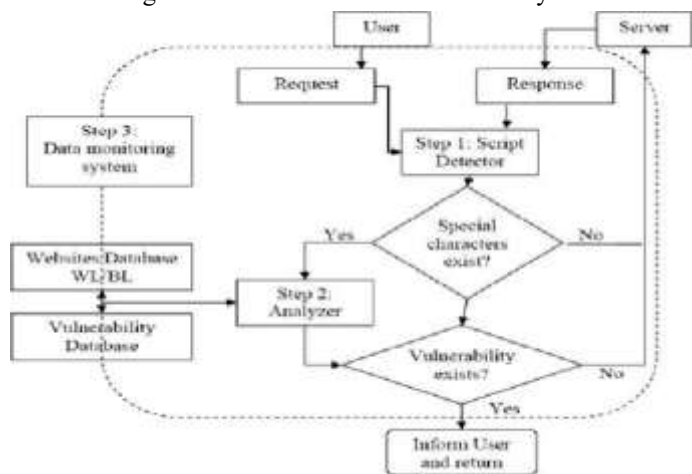 User
Server
Request
Response
Step 3:
Data monitoring
system
Step 1: Script
Detector
Special
characters
exist?
Yes
No
Websites Database
WL/BL
Step 2:
Analyzer
Vulnerability
Database
Vulnerability
exists?
No
Yes
Inform User
and return